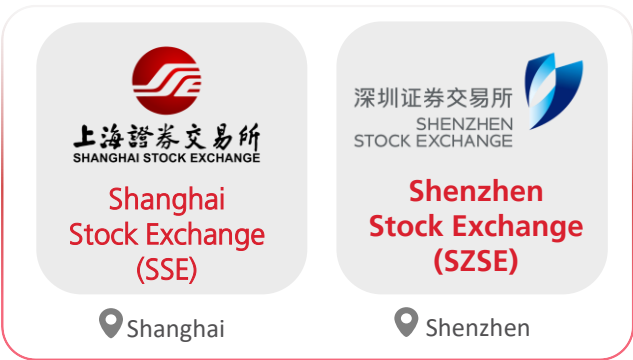 上海證券交易所
SHANGHAI STOCK EXCHANGE
Shanghai
Stock Exchange
(SSE)
Shanghai
深圳证券交易所
SHENZHEN
STOCK EXCHANGE
Shenzhen
Stock Exchange
(SZSE)
Shenzhen